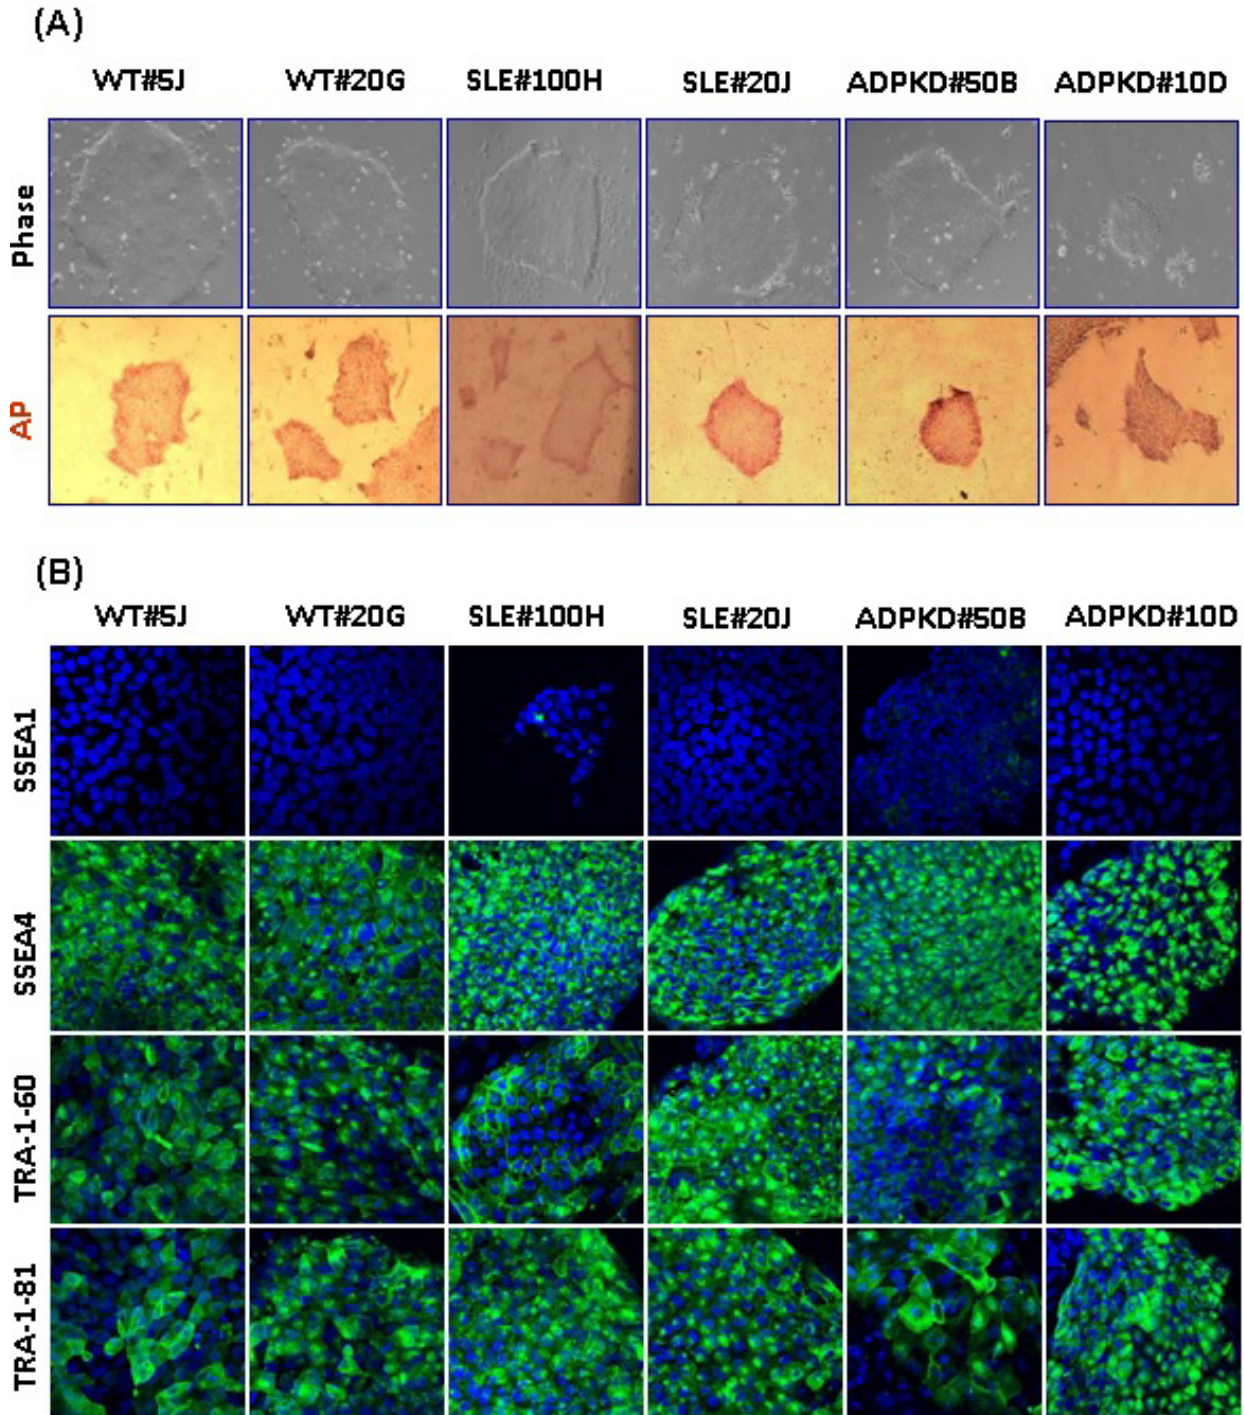 (A)
WT#5J WT#20G SLE#100H SLE#20J ADPKD#50B ADPKD#10D
Phase
AP
(B)
WT#5J WT#20G SLE#100H SLE#20J ADPKD#50B ADPKD#10D
SSEA1
SSEA4
TRA-1-60
TRA-1-81